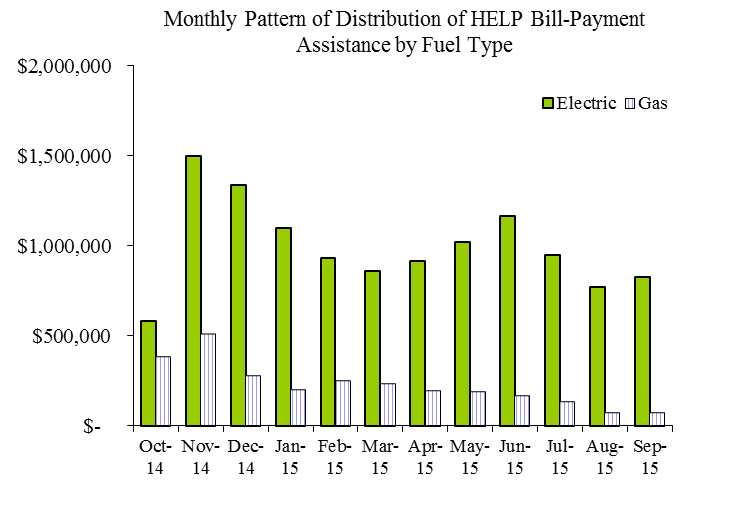 Monthly Pattern of Distribution of HELP Bill-Payment
Assistance by Fuel Type
$2,000,000
Electric Gas
$1,500,000
$1,000,000
$500,000
$-
Oct- Nov- Dec- Jan- Feb- Mar- Apr- May- Jun- Jul- Aug- Sep-
14 14 14 15 15 15 15 15 15 15 15 15